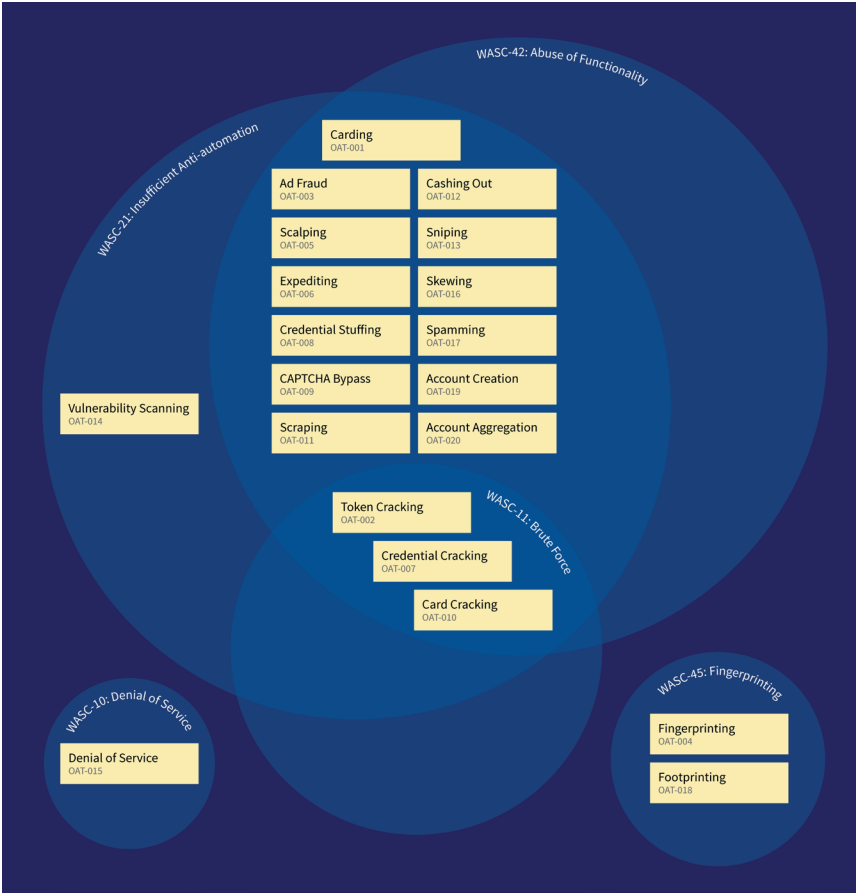 WASC-42: Abuse of Functionality
WASC-21: Insufficient Anti-automation
Carding
OAT-001
Ad Fraud
OAT-003
Cashing Out
OAT-012
Scalping
OAT-005
Sniping
OAT-013
Expediting
OAT-006
Skewing
OAT-016
Credential Stuffing
OAT-008
Spamming
OAT-017
CAPTCHA Bypass
OAT-009
Account Creation
OAT-019
Vulnerability Scanning
OAT-014
Scraping
OAT-011
Account Aggregation
OAT-020
WASC-11: Brute Force
Token Cracking
OAT-002
Credential Cracking
OAT-007
Card Cracking
OAT-010
WASC-10: Denial of Service
Denial of Service
OAT-015
WASC-45: Fingerprinting
Fingerprinting
OAT-004
Footprinting
OAT-018